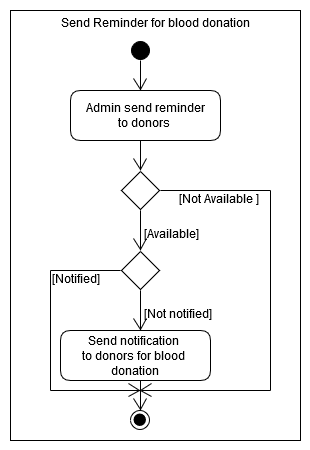 Send Reminder for blood donation
Admin send reminder
to donors
[Not Available ]
[Available]
[Notified]
[Not notified]
Send notification
to donors for blood
donation